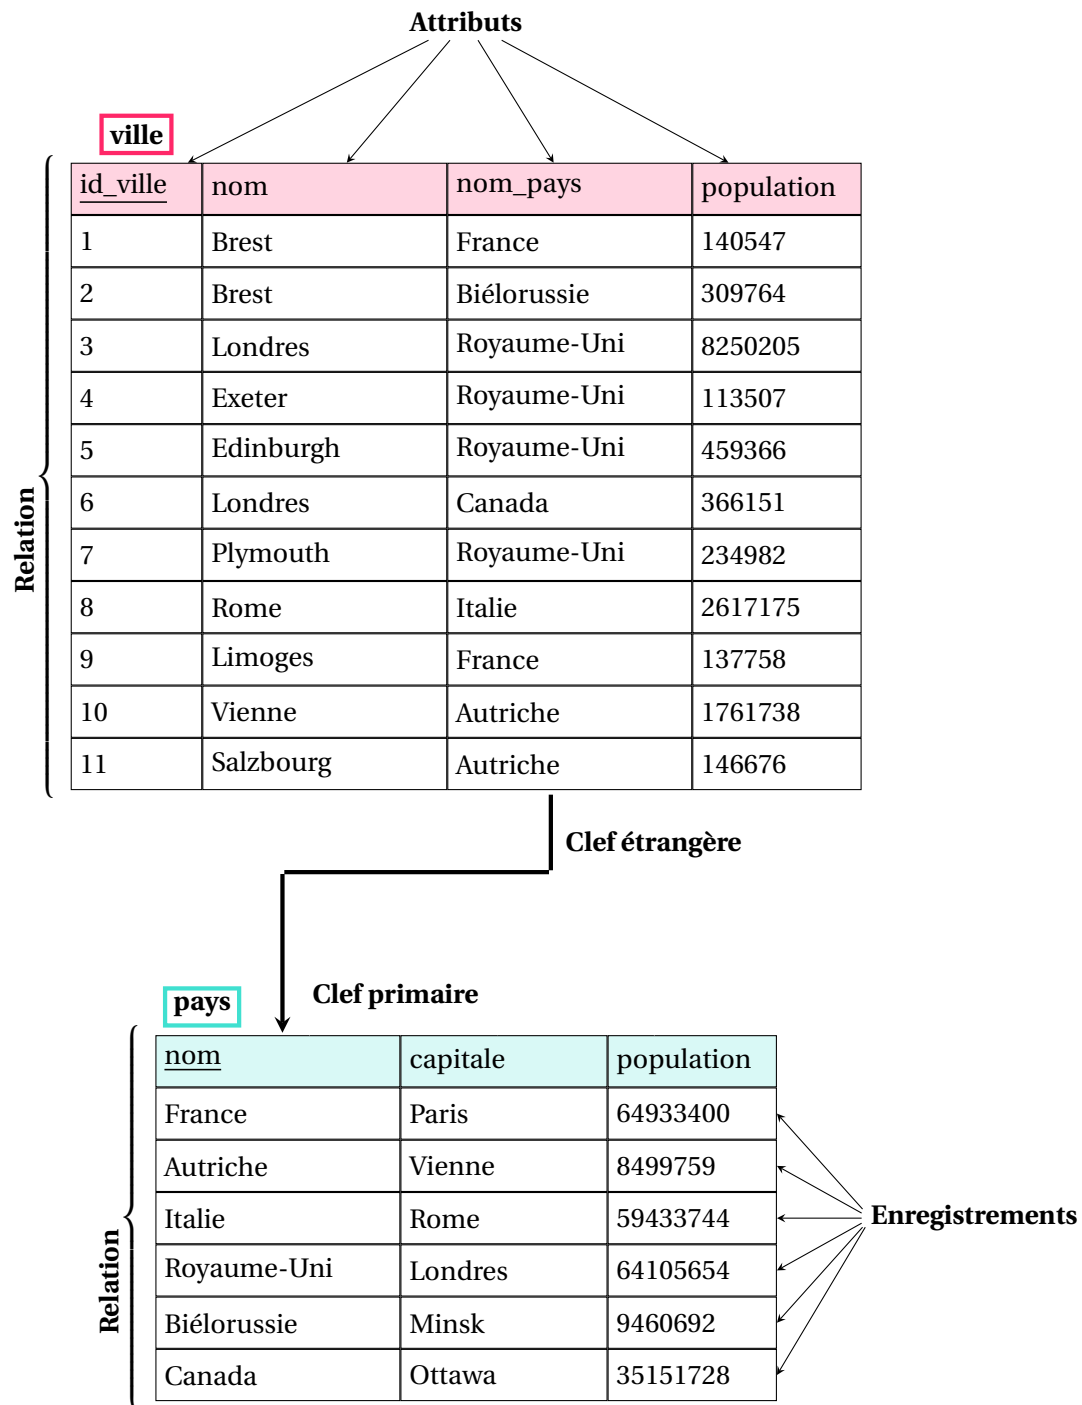 Attributs
ville
id_ville nom nom_pays population
1 Brest France 140547
2 Brest Biélorussie 309764
3 Londres Royaume-Uni 8250205
4 Exeter Royaume-Uni 113507
5 Edinburgh Royaume-Uni 459366
6 Londres Canada 366151
7 Plymouth Royaume-Uni 234982
8 Rome Italie 2617175
9 Limoges France 137758
10 Vienne Autriche 1761738
11 Salzbourg Autriche 146676
Relation
Clef étrangère
Clef primaire
pays
nom capitale population
France Paris 64933400
Autriche Vienne 8499759
Italie Rome 59433744
Royaume-Uni Londres 64105654
Biélorussie Minsk 9460692
Canada Ottawa 35151728
Relation
Enregistrements